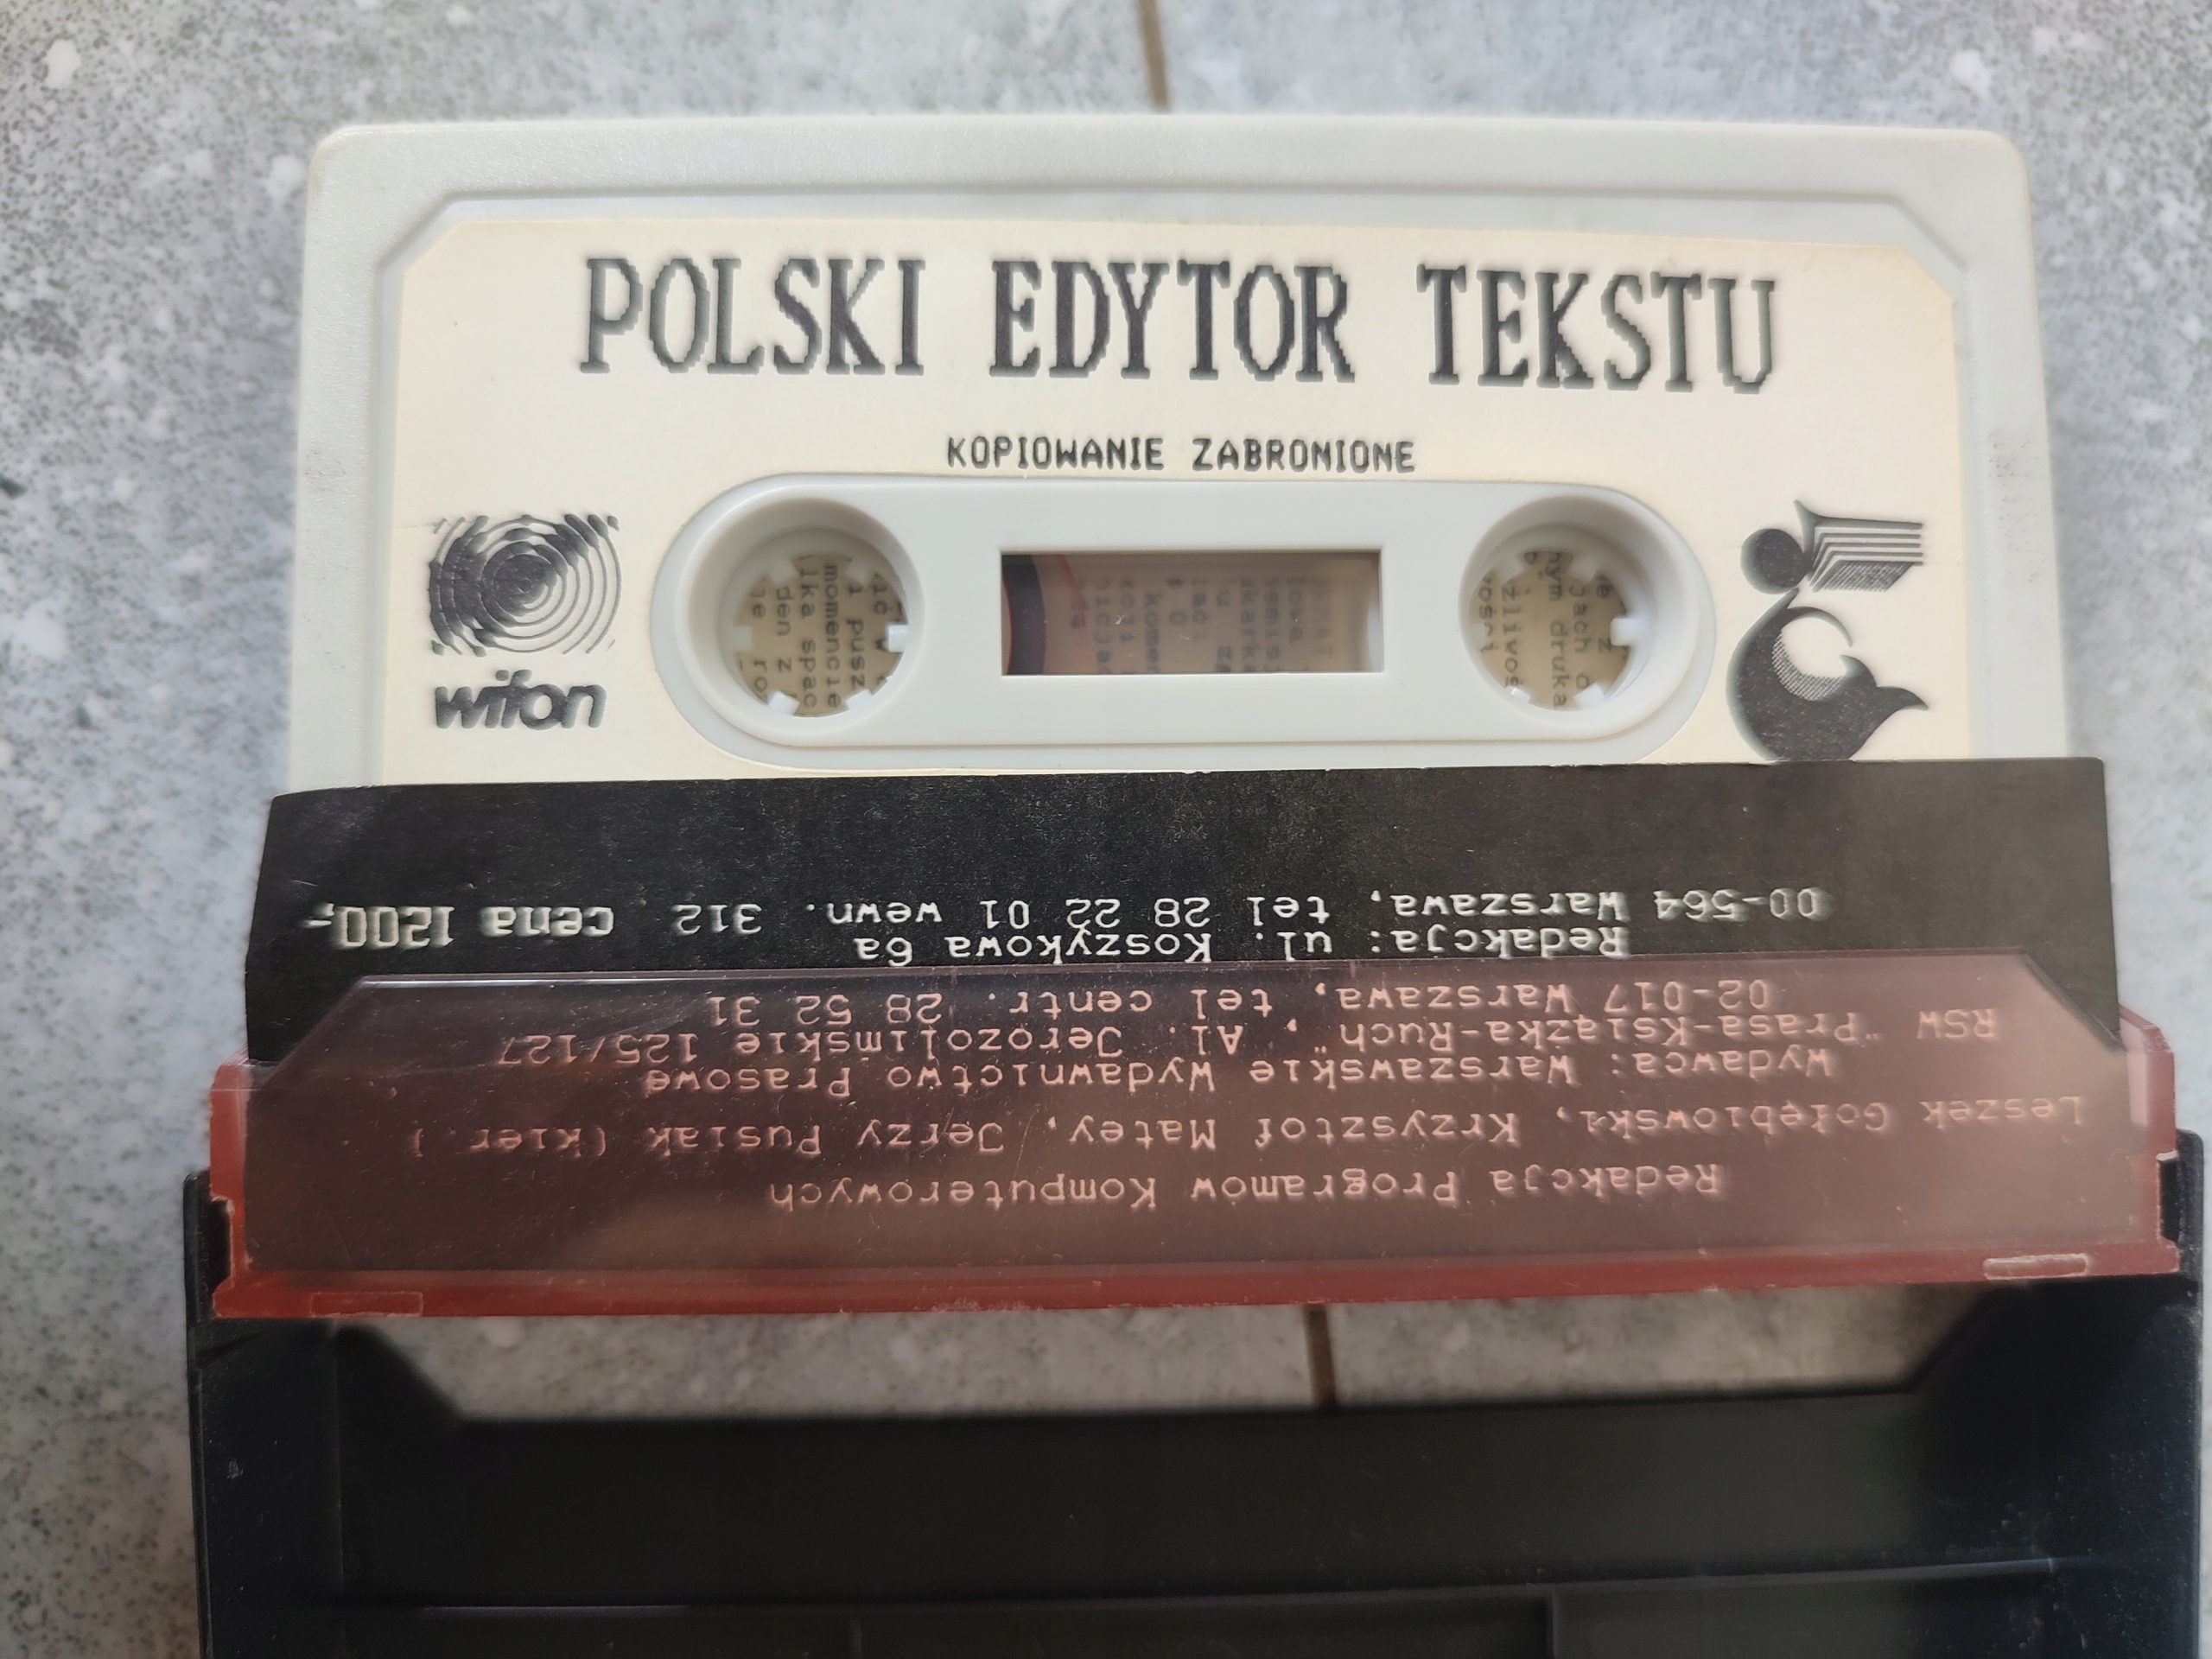 POLSKI EDYTOR TEKSTU
KOPIOWANIE ZABRONIONE
wifon
Redakcja Programów Komputerowych
Leszek Gołębiowski, Krzysztof Matey, Jerzy Pusiak (kier.)
Wydawca: Warszawskie Wydawnictwo Prasowe
RSW "Prasa-Książka-Ruch", Al. Jerozolimskie 125/127
02-017 Warszawa, tel centr. 28 52 31
Redakcja: ul. Koszykowa 6a
00-564 Warszawa, tel 28 22 01 wewn. 312 cena 1200,-
momencie
den z